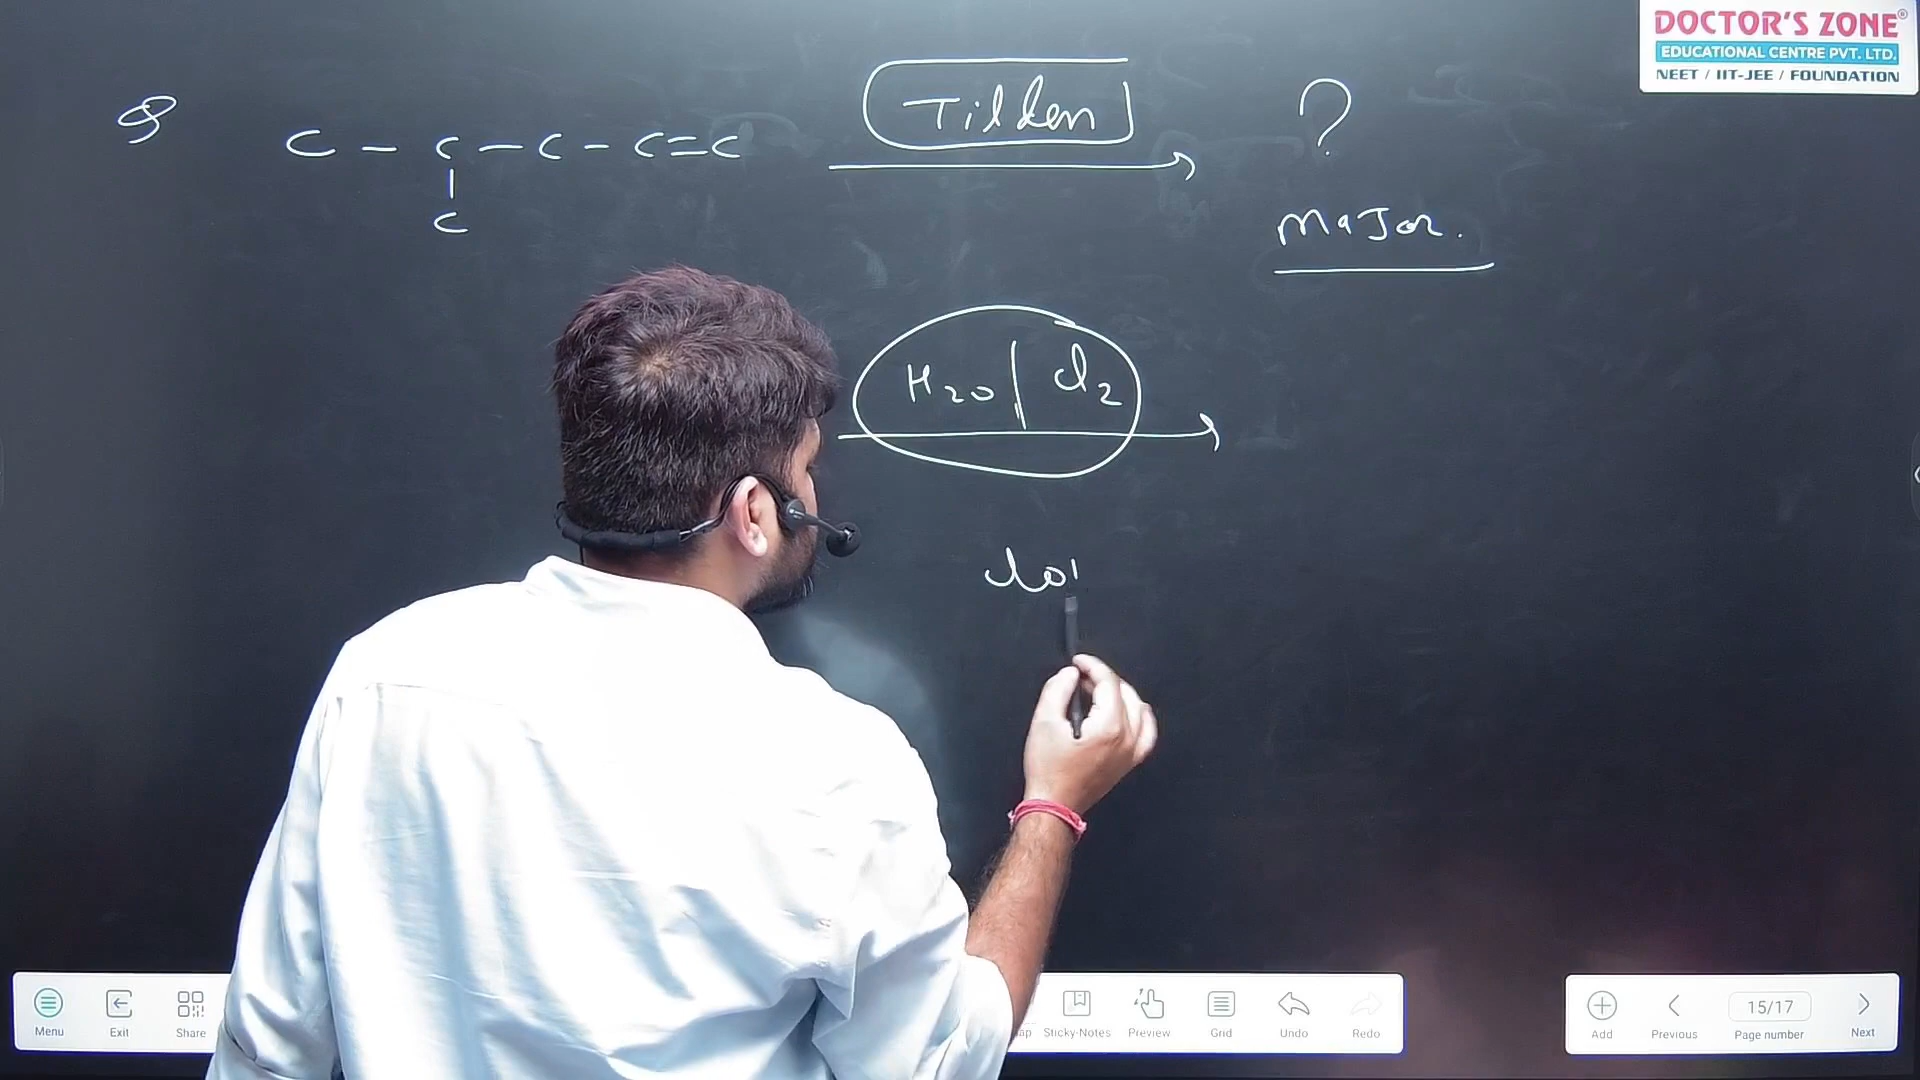 DOCTOR'S ZONE®
EDUCATIONAL CENTRE PVT. LTD.
NEET / IIT-JEE / FOUNDATION
Q C - C - C - C = C Tilden ?
C
Major.
H2O | Cl2
Menu Exit Share Sticky-Notes Preview Grid Undo Redo Add Previous 15/17 Page number Next